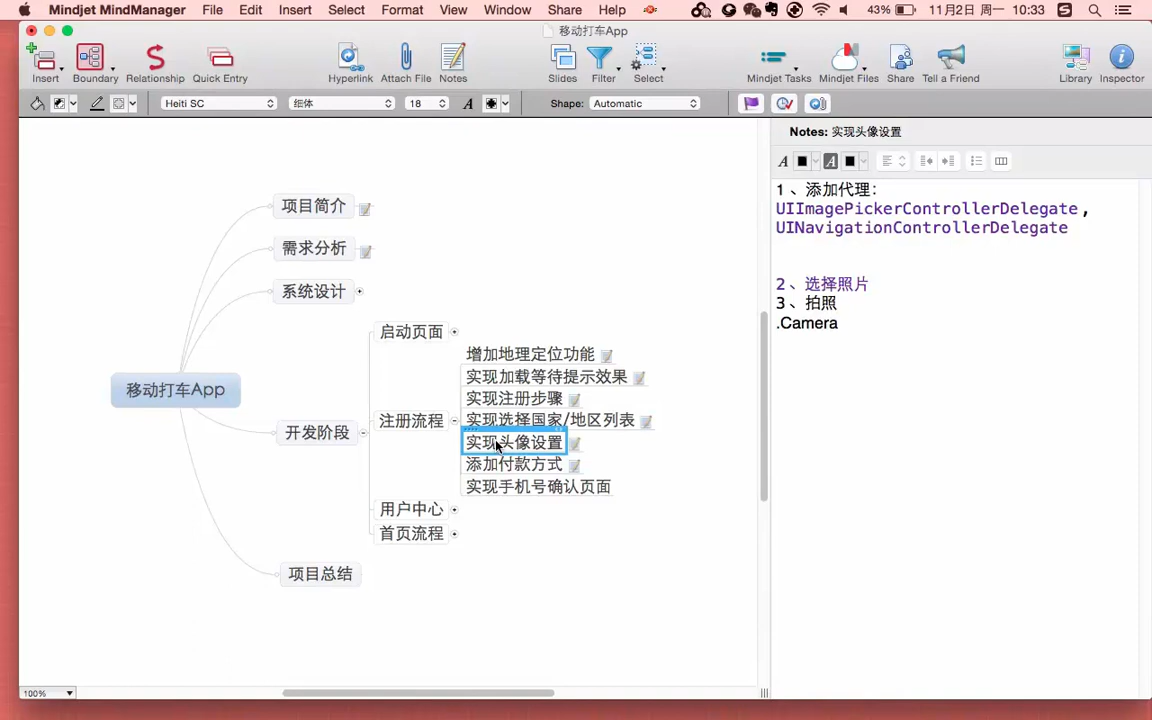 Mindjet MindManager File Edit Insert Select Format View Window Share Help 43% 11月2日 周一 10:33
移动打车App
Insert Boundary Relationship Quick Entry Hyperlink Attach File Notes Slides Filter Select Mindjet Tasks Mindjet Files Share Tell a Friend Library Inspector
Heiti SC 细体 18 A Shape: Automatic
Notes: 实现头像设置
1、添加代理:
UIImagePickerControllerDelegate,
UINavigationControllerDelegate
2、选择照片
3、拍照
.Camera
项目简介
需求分析
系统设计
启动页面
增加地理定位功能
实现加载等待提示效果
实现注册步骤
移动打车App
注册流程
实现选择国家/地区列表
开发阶段
实现头像设置
添加付款方式
实现手机号确认页面
用户中心
首页流程
项目总结
100%